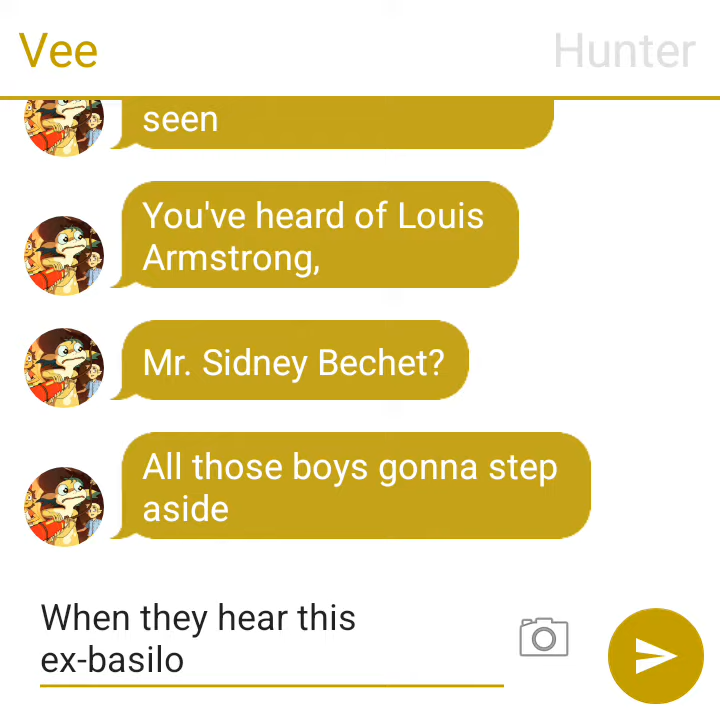 Vee
Hunter
seen
You've heard of Louis
Armstrong,
Mr. Sidney Bechet?
All those boys gonna step
aside
When they hear this
ex-basilo